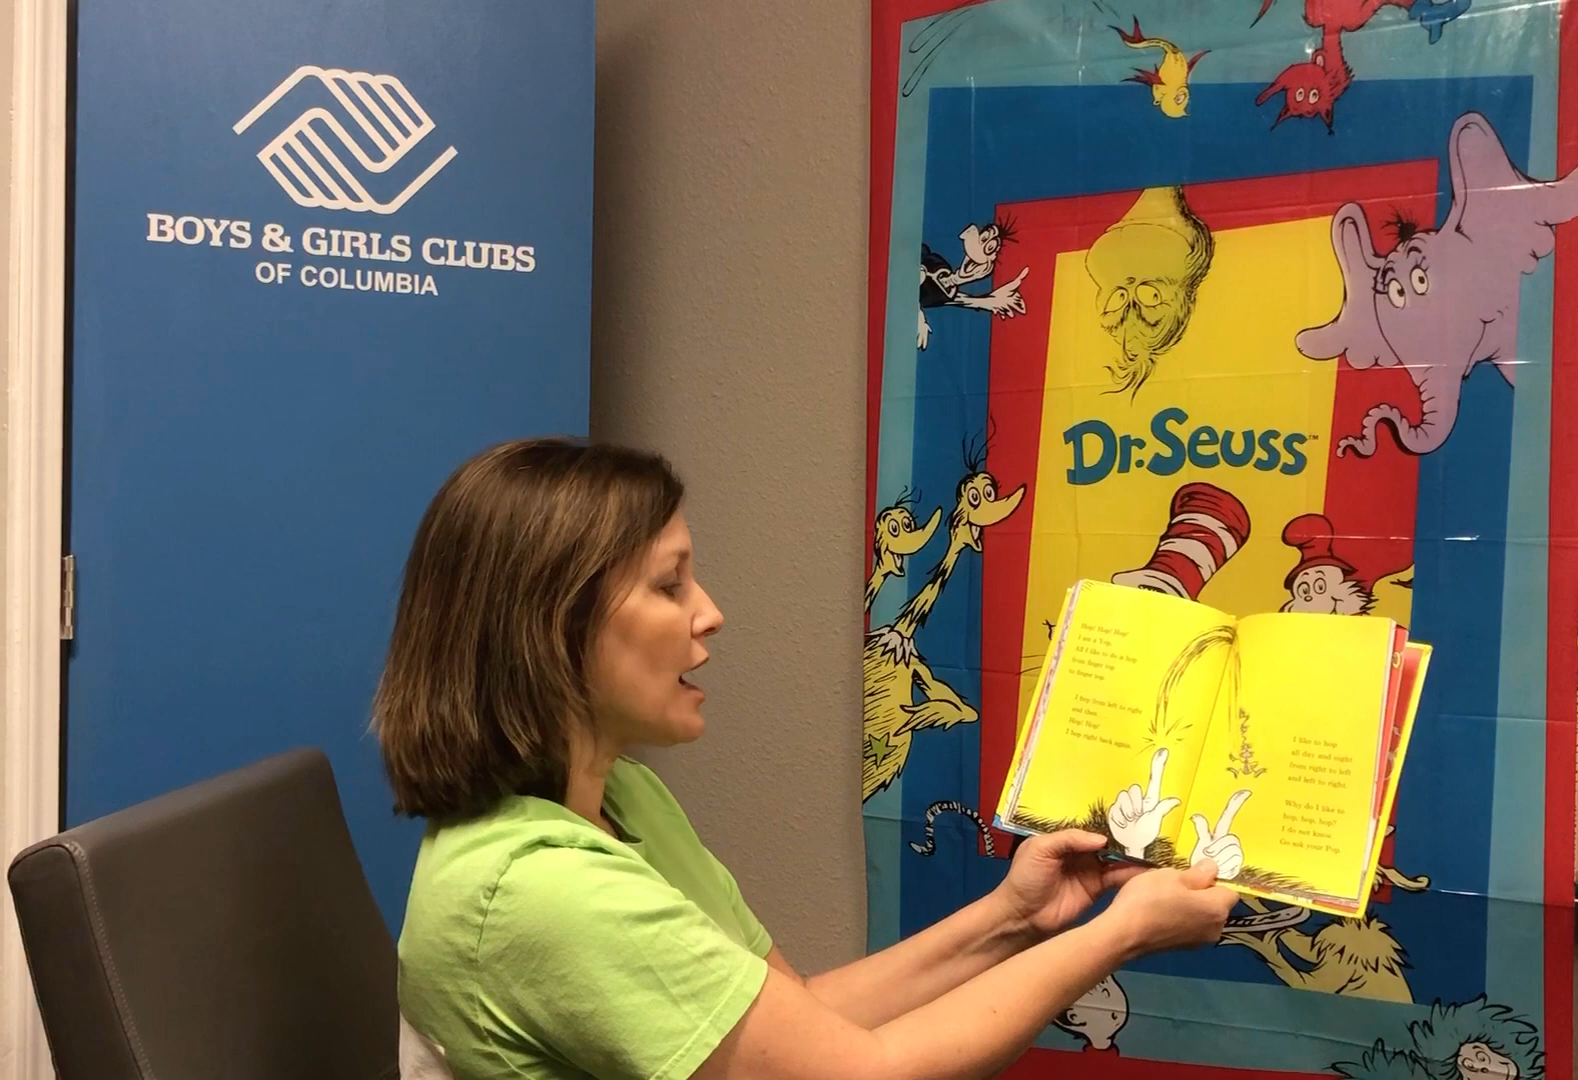 BOYS & GIRLS CLUBS
OF COLUMBIA
Dr. Seuss™
Hop! Hop! Hop!
I am a Yop.
All I like to do is hop
from finger top
to finger top.
I hop from left to right
and then...
Hop! Hop!
I hop right back again.
I like to hop
all day and night
from right to left
and left to right.
Why do I like to
hop, hop, hop?
I do not know.
Go ask your Pop.